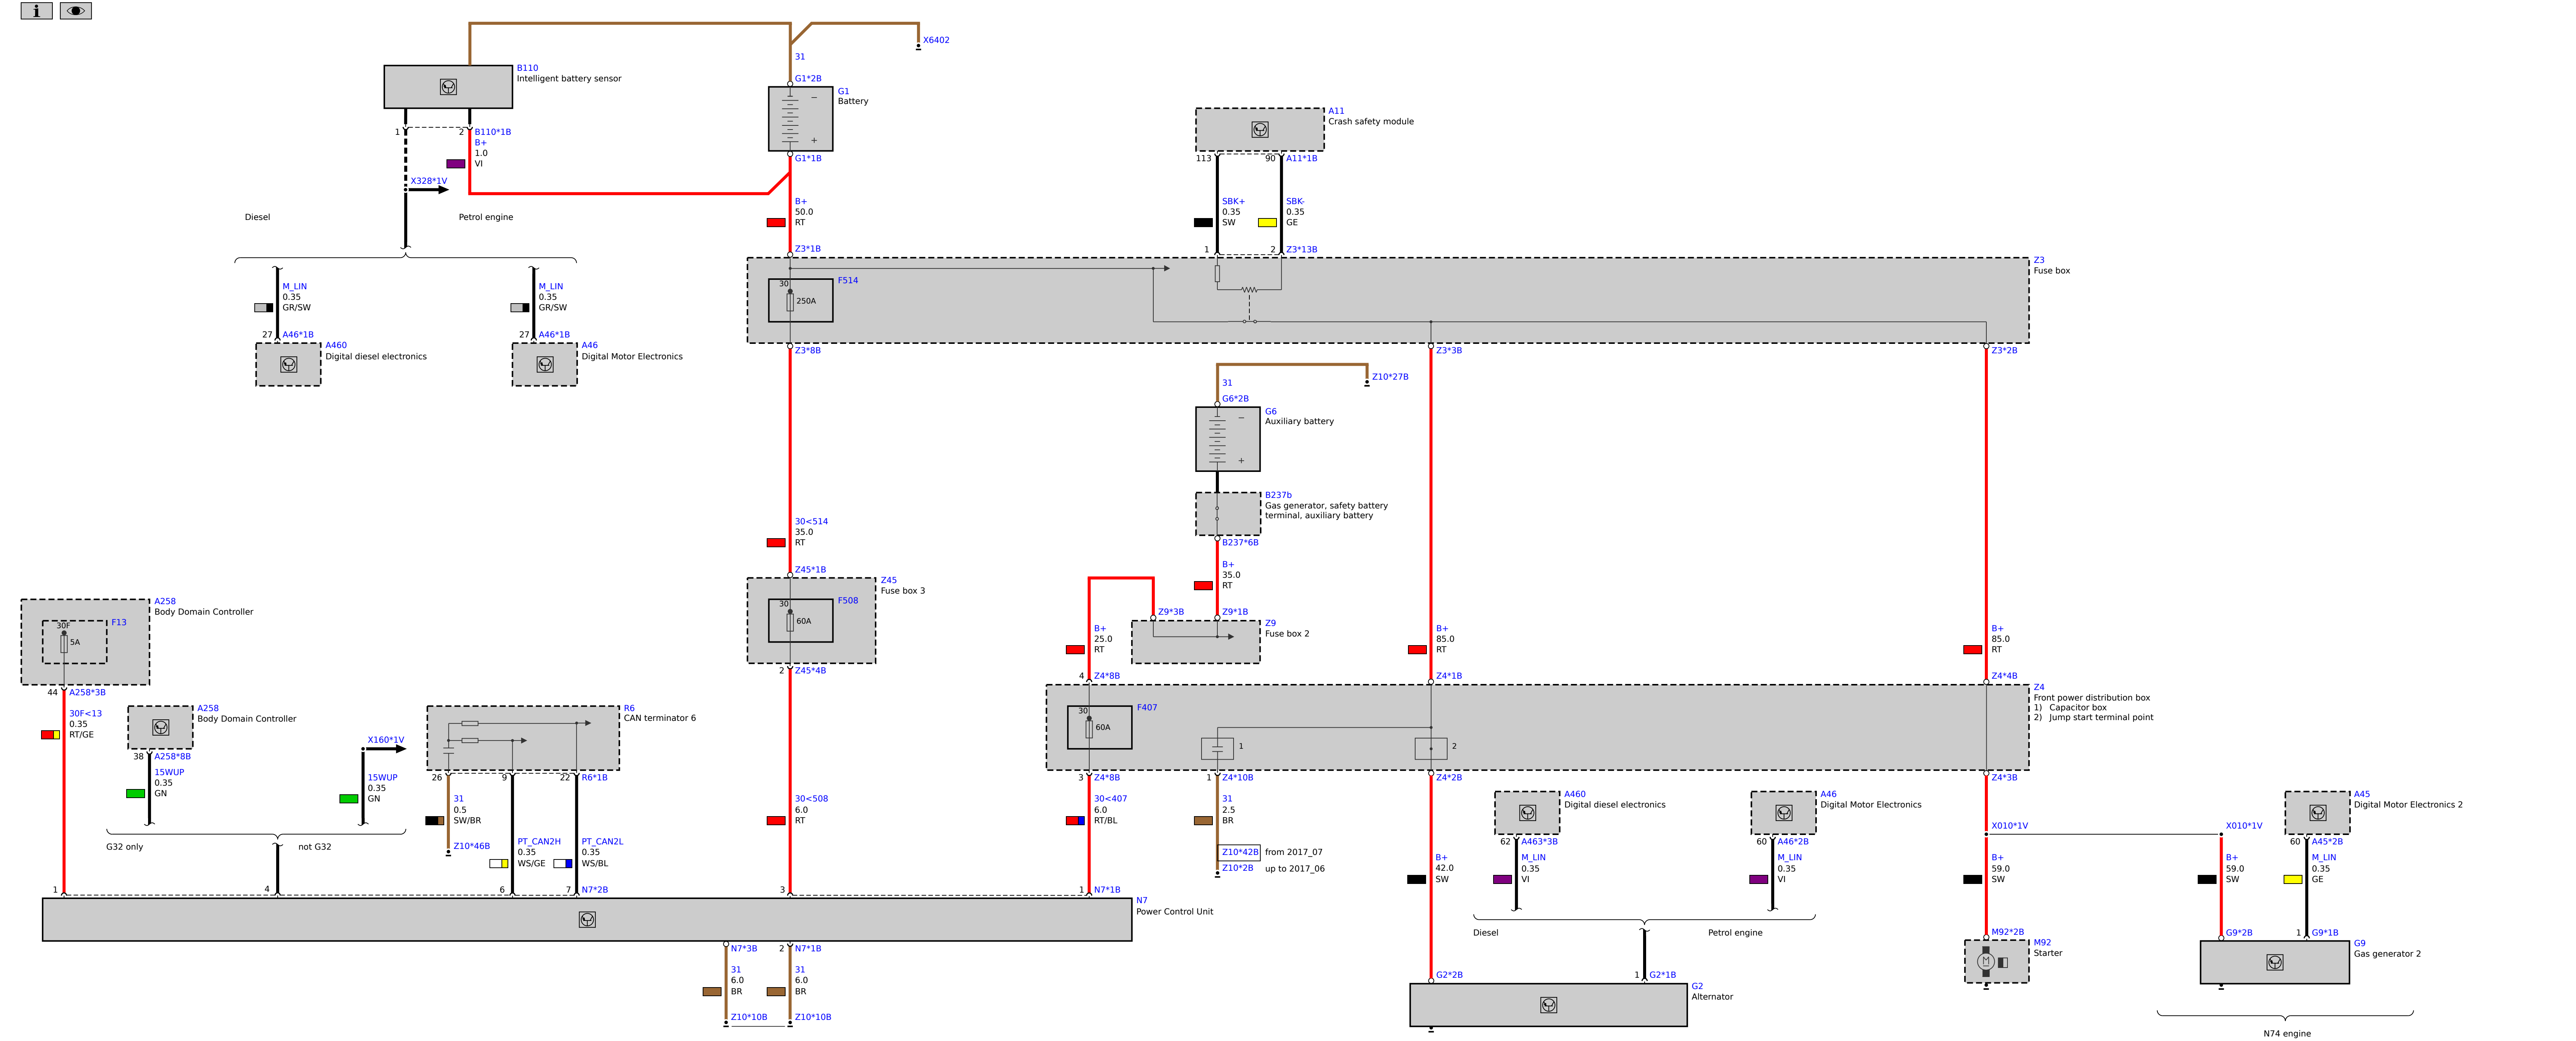 i
X6402
31
G1*2B
B110
Intelligent battery sensor
G1
Battery
−
+
1
2
B110*1B
B+
1.0
VI
G1*1B
X328*1V
Diesel
Petrol engine
B+
50.0
RT
A11
Crash safety module
113
90
A11*1B
SBK+
0.35
SW
SBK-
0.35
GE
Z3*1B
1
2
Z3*13B
Z3
Fuse box
30
F514
250A
M_LIN
0.35
GR/SW
M_LIN
0.35
GR/SW
27
A46*1B
27
A46*1B
A460
Digital diesel electronics
A46
Digital Motor Electronics
Z3*8B
Z3*3B
Z3*2B
31
Z10*27B
G6*2B
G6
Auxiliary battery
−
+
B237b
Gas generator, safety battery
terminal, auxiliary battery
B237*6B
30<514
35.0
RT
B+
35.0
RT
Z45*1B
Z45
Fuse box 3
30
F508
60A
2
Z45*4B
A258
Body Domain Controller
30F
F13
5A
44
A258*3B
Z9*3B
Z9*1B
Z9
Fuse box 2
B+
25.0
RT
B+
85.0
RT
B+
85.0
RT
4
Z4*8B
Z4*1B
Z4*4B
Z4
Front power distribution box
1) Capacitor box
2) Jump start terminal point
30
F407
60A
1
2
30F<13
0.35
RT/GE
A258
Body Domain Controller
38
A258*8B
15WUP
0.35
GN
X160*1V
15WUP
0.35
GN
R6
CAN terminator 6
26
9
22
R6*1B
31
0.5
SW/BR
Z10*46B
PT_CAN2H
0.35
WS/GE
PT_CAN2L
0.35
WS/BL
G32 only
not G32
30<508
6.0
RT
3
Z4*8B
1
Z4*10B
Z4*2B
Z4*3B
30<407
6.0
RT/BL
31
2.5
BR
Z10*42B
from 2017_07
Z10*2B
up to 2017_06
A460
Digital diesel electronics
A46
Digital Motor Electronics
A45
Digital Motor Electronics 2
62
A463*3B
60
A46*2B
X010*1V
X010*1V
60
A45*2B
B+
42.0
SW
M_LIN
0.35
VI
M_LIN
0.35
VI
B+
59.0
SW
B+
59.0
SW
M_LIN
0.35
GE
1
4
6
7
N7*2B
3
1
N7*1B
N7
Power Control Unit
Diesel
Petrol engine
N7*3B
2
N7*1B
31
6.0
BR
31
6.0
BR
Z10*10B
Z10*10B
G2*2B
1
G2*1B
G2
Alternator
M92*2B
M
M92
Starter
G9*2B
1
G9*1B
G9
Gas generator 2
N74 engine